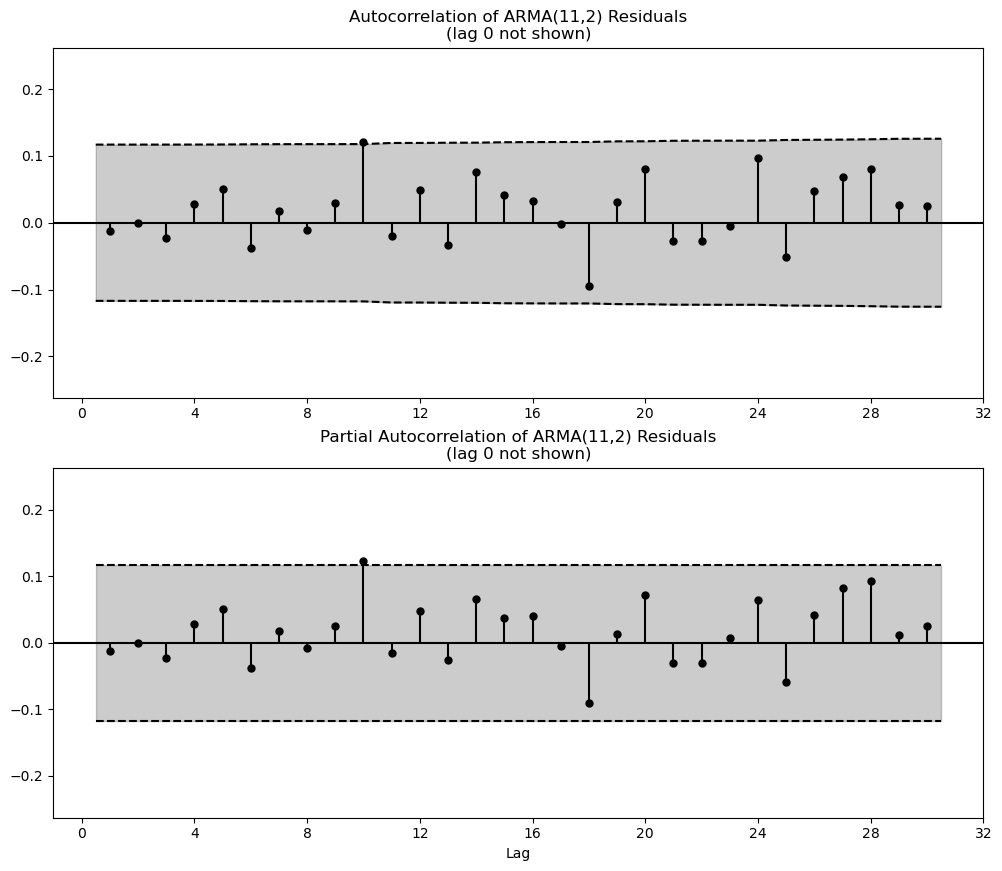 Autocorrelation of ARMA(11,2) Residuals
(lag 0 not shown)
0.2
0.1
0.0
−0.1
−0.2
0 4 8 12 16 20 24 28 32
Partial Autocorrelation of ARMA(11,2) Residuals
(lag 0 not shown)
0.2
0.1
0.0
−0.1
−0.2
0 4 8 12 16 20 24 28 32
Lag